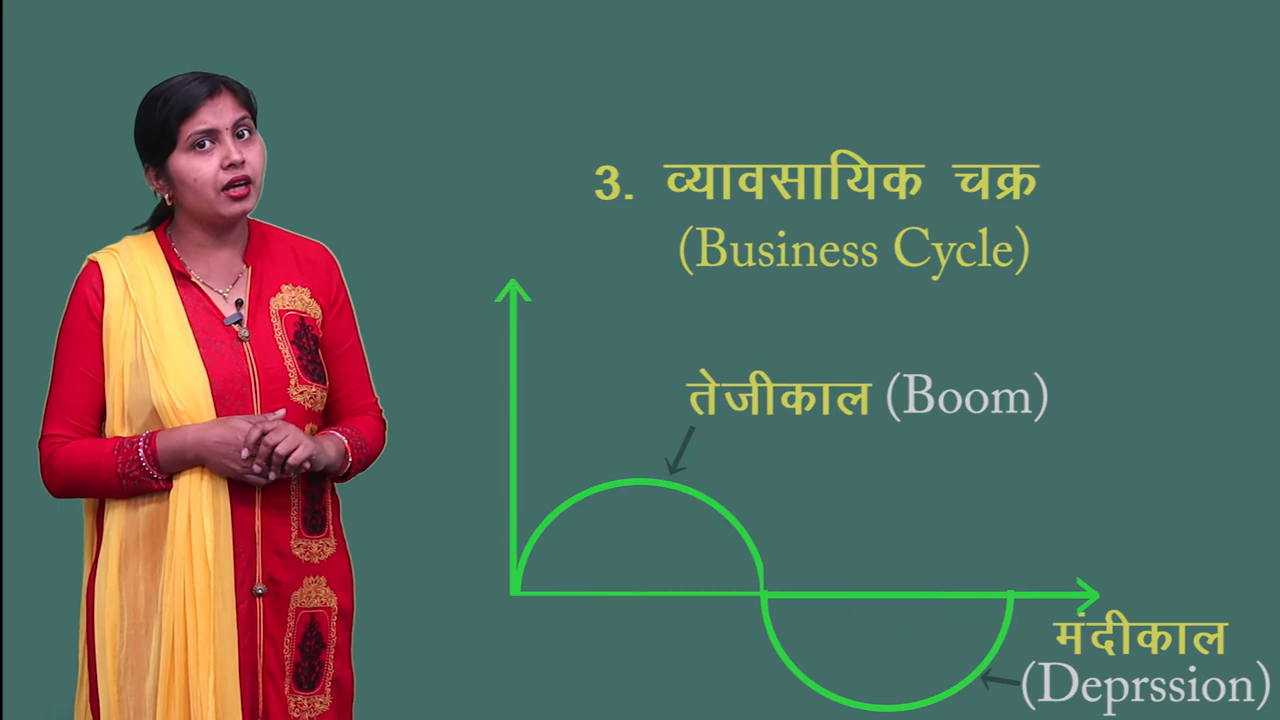 3. व्यावसायिक चक्र
(Business Cycle)
तेजीकाल (Boom)
मंदीकाल
(Deprssion)